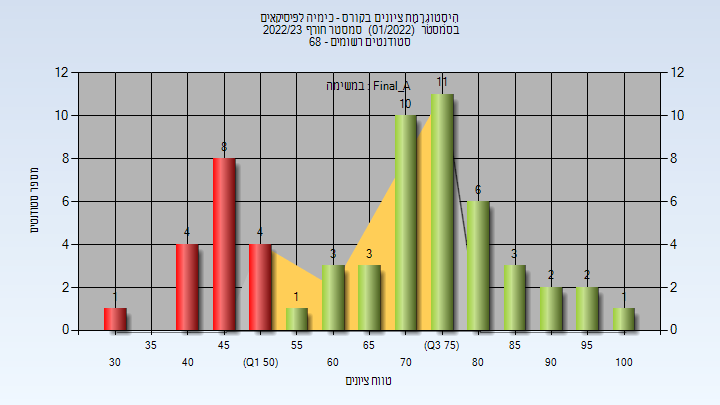 היסטוגרמת ציונים בקורס - כימיה לפיסיקאים
בסמסטר (01/2022) סמסטר חורף 2022/23
סטודנטים רשומים - 68
במשימה : Final_A
מספר סטודנטים
12 12
10 10
8 8
6 6
4 4
2 2
0 0
1 4 8 4 1 3 3 10 11 6 3 2 2 1
35 45 55 65 (Q3 75) 85 95
30 40 (Q1 50) 60 70 80 90 100
טווח ציונים